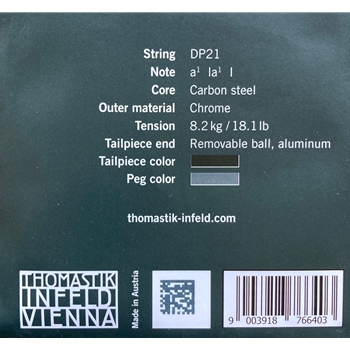 String DP21
Note a¹ la¹ I
Core Carbon steel
Outer material Chrome
Tension 8.2 kg / 18.1 lb
Tailpiece end Removable ball, aluminum
Tailpiece color
Peg color
thomastik-infeld.com
THOMASTIK
INFELD
VIENNA
Made in Austria
9 003918 766403